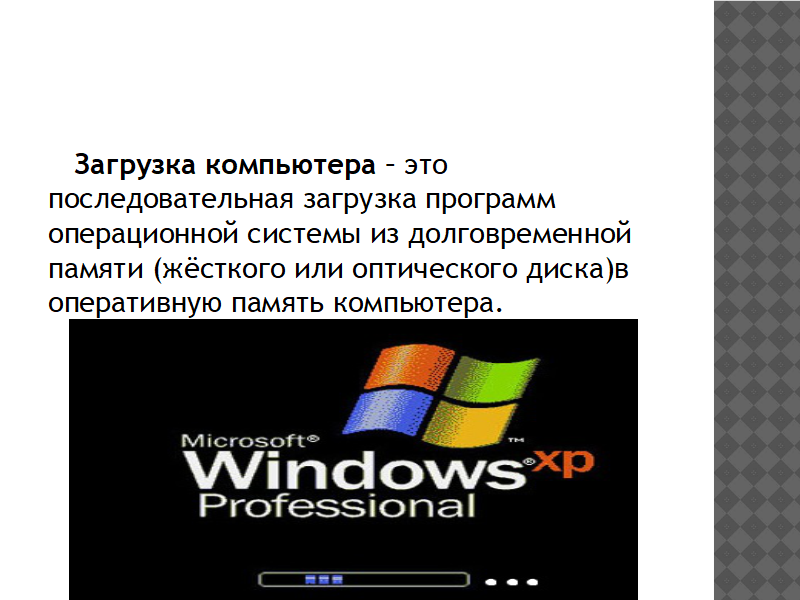 Загрузка компьютера – это
последовательная загрузка программ
операционной системы из долговременной
памяти (жёсткого или оптического диска)в
оперативную память компьютера.
Microsoft®
Windows® xp
Professional
™